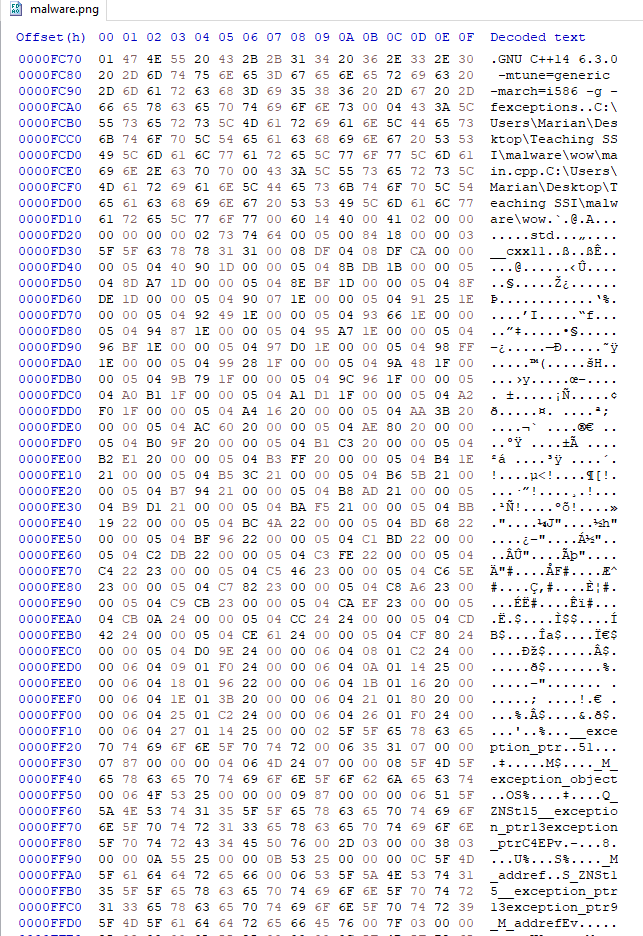 malware.png
Offset(h) 00 01 02 03 04 05 06 07 08 09 0A 0B 0C 0D 0E 0F Decoded text
0000FC70 01 47 4E 55 20 43 2B 2B 31 34 20 36 2E 33 2E 30 .GNU C++14 6.3.0
0000FC80 20 2D 6D 74 75 6E 65 3D 67 65 6E 65 72 69 63 20 -mtune=generic
0000FC90 2D 6D 61 72 63 68 3D 69 35 38 36 20 2D 67 20 2D -march=i586 -g -
0000FCA0 66 65 78 63 65 70 74 69 6F 6E 73 00 04 43 3A 5C fexceptions..C:\
0000FCB0 55 73 65 72 73 5C 4D 61 72 69 61 6E 5C 44 65 73 Users\Marian\Des
0000FCC0 6B 74 6F 70 5C 54 65 61 63 68 69 6E 67 20 53 53 ktop\Teaching SS
0000FCD0 49 5C 6D 61 6C 77 61 72 65 5C 77 6F 77 5C 6D 61 I\malware\wow\ma
0000FCE0 69 6E 2E 63 70 70 00 43 3A 5C 55 73 65 72 73 5C in.cpp.C:\Users\
0000FCF0 4D 61 72 69 61 6E 5C 44 65 73 6B 74 6F 70 5C 54 Marian\Desktop\T
0000FD00 65 61 63 68 69 6E 67 20 53 53 49 5C 6D 61 6C 77 eaching SSI\malw
0000FD10 61 72 65 5C 77 6F 77 00 60 14 40 00 41 02 00 00 are\wow.`.@.A...
0000FD20 00 00 00 00 02 73 74 64 00 05 84 18 00 00 03 .....std..„....
0000FD30 5F 5F 63 78 78 31 31 00 08 DF 04 08 DF CA 00 00 __cxx11..ß..ßÊ..
0000FD40 00 05 04 40 90 1D 00 00 05 04 8B DB 1B 00 00 05 ...@......‹Û....
0000FD50 04 8D A7 1D 00 00 05 04 8E BF 1D 00 00 05 04 8F ..§.....Ž¿......
0000FD60 DE 1D 00 00 05 04 90 07 1E 00 00 05 04 91 25 1E Þ............‘%.
0000FD70 00 00 05 04 92 49 1E 00 00 05 04 93 66 1E 00 00 ....’I.....“f...
0000FD80 05 04 94 87 1E 00 00 05 04 95 A7 1E 00 00 05 04 ..”‡.....•§.....
0000FD90 96 BF 1E 00 00 05 04 97 D0 1E 00 00 05 04 98 FF –¿.....—Ð.....˜ÿ
0000FDA0 1E 00 00 05 04 99 28 1F 00 00 05 04 9A 48 1F 00 .....™(.....šH..
0000FDB0 00 05 04 9B 79 1F 00 00 05 04 9C 96 1F 00 00 05 ...›y.....œ–....
0000FDC0 04 A0 B1 1F 00 00 05 04 A1 D1 1F 00 00 05 04 A2 . ±.....¡Ñ.....¢
0000FDD0 F0 1F 00 00 05 04 A4 16 20 00 00 05 04 AA 3B 20 ð.....¤. ....ª;
0000FDE0 00 00 05 04 AC 60 20 00 00 05 04 AE 80 20 00 00 ....¬` ....®€ ..
0000FDF0 05 04 B0 9F 20 00 00 05 04 B1 C3 20 00 00 05 04 ..°Ÿ ....±Ã ....
0000FE00 B2 E1 20 00 00 05 04 B3 FF 20 00 00 05 04 B4 1E ²á ....³ÿ ....´.
0000FE10 21 00 00 05 04 B5 3C 21 00 00 05 04 B6 5B 21 00 !....µ<!....¶[!.
0000FE20 00 05 04 B7 94 21 00 00 05 04 B8 AD 21 00 00 05 ...·”!....¸.!...
0000FE30 04 B9 D1 21 00 00 05 04 BA F5 21 00 00 05 04 BB .¹Ñ!....ºõ!....»
0000FE40 19 22 00 00 05 04 BC 4A 22 00 00 05 04 BD 68 22 ."....¼J"....½h"
0000FE50 00 00 05 04 BF 96 22 00 00 05 04 C1 BD 22 00 00 ....¿–"....Á½"..
0000FE60 05 04 C2 DB 22 00 00 05 04 C3 FE 22 00 00 05 04 ..ÂÛ"....Ãþ"....
0000FE70 C4 22 23 00 00 05 04 C5 46 23 00 00 05 04 C6 5E Ä"#....ÅF#....Æ^
0000FE80 23 00 00 05 04 C7 82 23 00 00 05 04 C8 A6 23 00 #....Ç‚#....È¦#.
0000FE90 00 05 04 C9 CB 23 00 00 05 04 CA EF 23 00 00 05 ...ÉË#....Êï#...
0000FEA0 04 CB 0A 24 00 00 05 04 CC 24 24 00 00 05 04 CD .Ë.$....Ì$$....Í
0000FEB0 42 24 00 00 05 04 CE 61 24 00 00 05 04 CF 80 24 B$....Îa$....Ï€$
0000FEC0 00 00 05 04 D0 9E 24 00 00 06 04 08 01 C2 24 00 ....Ðž$......Â$.
0000FED0 00 06 04 09 01 F0 24 00 00 06 04 0A 01 14 25 00 .....ð$.......%.
0000FEE0 00 06 04 18 01 96 22 00 00 06 04 1B 01 16 20 00 .....–"....... .
0000FEF0 00 06 04 1E 01 3B 20 00 00 06 04 21 01 80 20 00 .....; ....!.€ .
0000FF00 00 06 04 25 01 C2 24 00 00 06 04 26 01 F0 24 00 ...%.Â$....&.ð$.
0000FF10 00 06 04 27 01 14 25 00 00 02 5F 5F 65 78 63 65 ...'..%...__exce
0000FF20 70 74 69 6F 6E 5F 70 74 72 00 06 35 31 07 00 00 ption_ptr..51...
0000FF30 07 87 00 00 00 04 06 4D 24 07 00 00 08 5F 4D 5F .‡.....M$...._M_
0000FF40 65 78 63 65 70 74 69 6F 6E 5F 6F 62 6A 65 63 74 exception_object
0000FF50 00 06 4F 53 25 00 00 00 09 87 00 00 00 06 51 5F ..OS%....‡....Q_
0000FF60 5A 4E 53 74 31 35 5F 5F 65 78 63 65 70 74 69 6F ZNSt15__exceptio
0000FF70 6E 5F 70 74 72 31 33 65 78 63 65 70 74 69 6F 6E n_ptr13exception
0000FF80 5F 70 74 72 43 34 45 50 76 00 2D 03 00 00 38 03 _ptrC4EPv.-...8.
0000FF90 00 00 0A 55 25 00 00 0B 53 25 00 00 00 0C 5F 4D ...U%...S%...._M
0000FFA0 5F 61 64 64 72 65 66 00 06 53 5F 5A 4E 53 74 31 _addref..S_ZNSt1
0000FFB0 35 5F 5F 65 78 63 65 70 74 69 6F 6E 5F 70 74 72 5__exception_ptr
0000FFC0 31 33 65 78 63 65 70 74 69 6F 6E 5F 70 74 72 39 13exception_ptr9
0000FFD0 5F 4D 5F 61 64 64 72 65 66 45 76 00 7F 03 00 00 _M_addrefEv.....